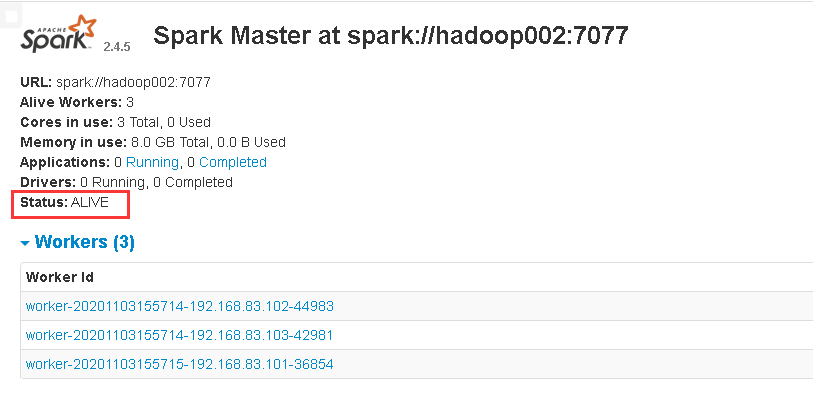 APACHE
Spark 2.4.5 Spark Master at spark://hadoop002:7077
URL: spark://hadoop002:7077
Alive Workers: 3
Cores in use: 3 Total, 0 Used
Memory in use: 8.0 GB Total, 0.0 B Used
Applications: 0 Running, 0 Completed
Drivers: 0 Running, 0 Completed
Status: ALIVE
Workers (3)
Worker Id
worker-20201103155714-192.168.83.102-44983
worker-20201103155714-192.168.83.103-42981
worker-20201103155715-192.168.83.101-36854